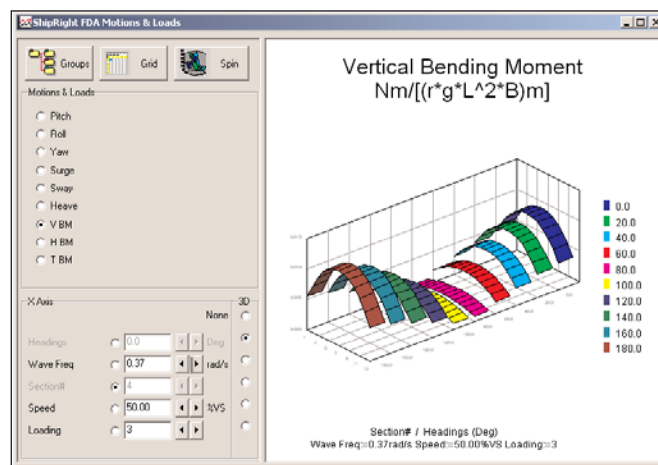 ShipRight FDA Motions & Loads
Groups
Grid
Spin
Motions & Loads
Pitch
Roll
Yaw
Surge
Sway
Heave
V BM
H BM
T BM
X Axis
3D
None
Headings 0.0 Deg
Wave Freq 0.37 rad/s
Section# 4
Speed 50.00 %VS
Loading 3
Vertical Bending Moment
Nm/[(r*g*L^2*B)m]
0.0
20.0
40.0
60.0
80.0
100.0
120.0
140.0
160.0
180.0
Section# / Headings (Deg)
Wave Freq:=0.37rad/s Speed:=50.00%VS Loading:=3